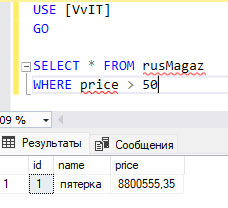 USE [VvIT]
GO
SELECT * FROM rusMagaz
WHERE price > 50
09 %
Результаты Сообщения
id name price
1 1 пятерка 8800555,35